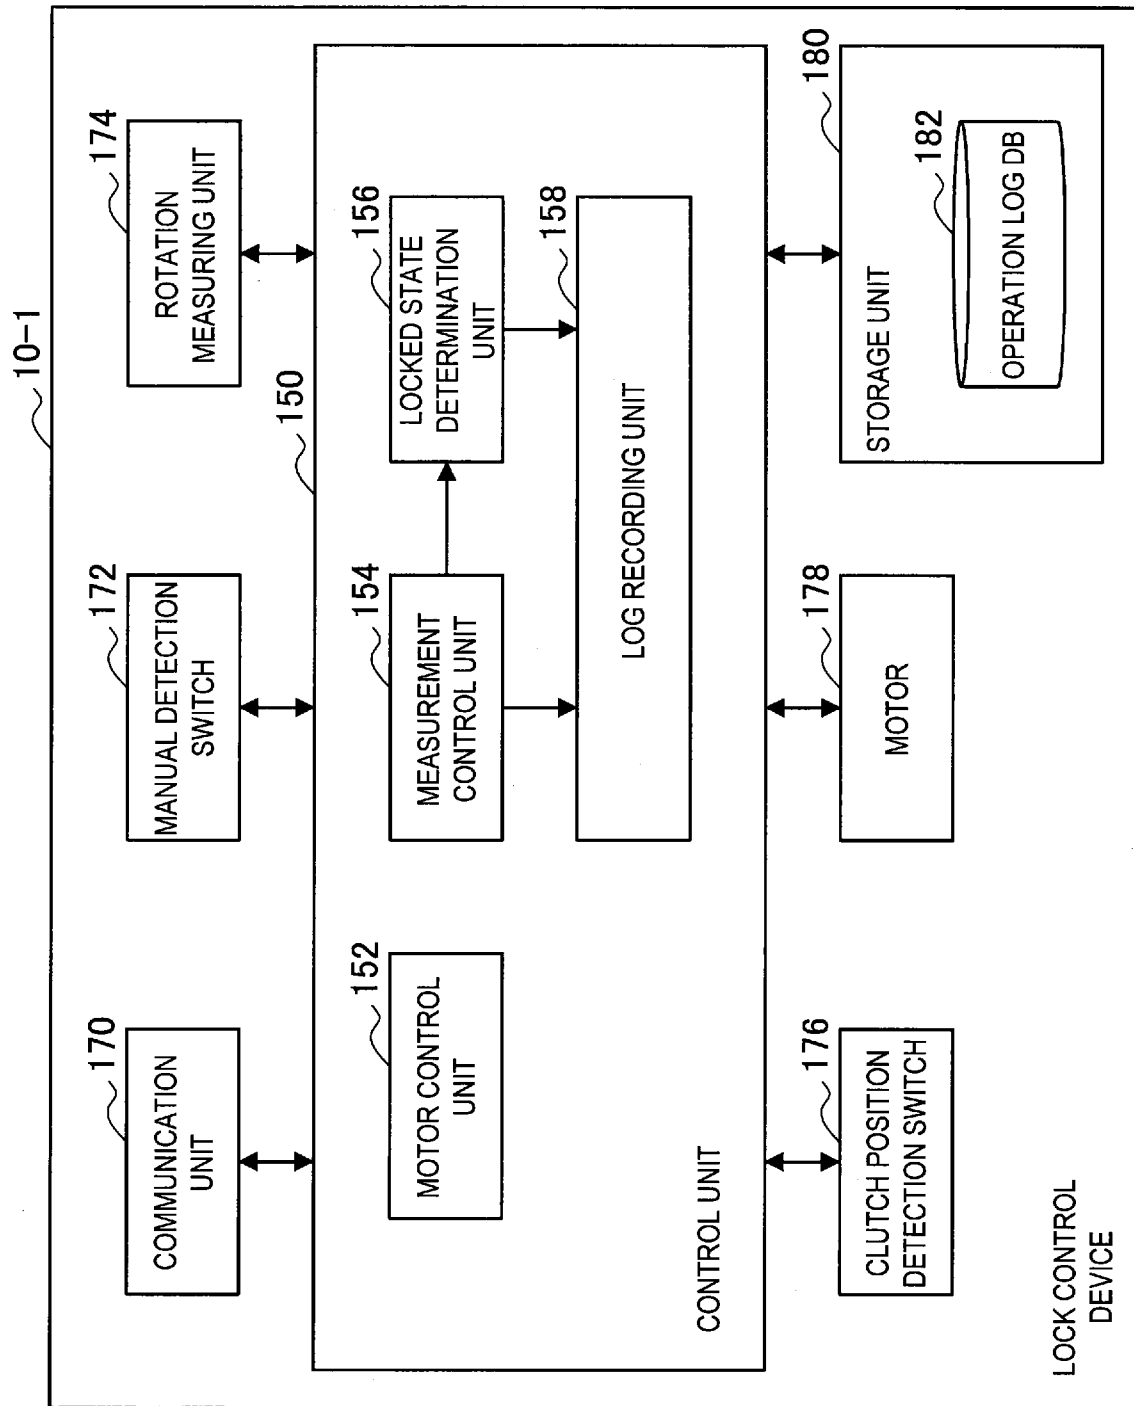 10-1
170
COMMUNICATION
UNIT
172
MANUAL DETECTION
SWITCH
174
ROTATION
MEASURING UNIT
150
152
MOTOR CONTROL
UNIT
154
MEASUREMENT
CONTROL UNIT
156
LOCKED STATE
DETERMINATION
UNIT
158
LOG RECORDING UNIT
CONTROL UNIT
176
CLUTCH POSITION
DETECTION SWITCH
178
MOTOR
180
STORAGE UNIT
182
OPERATION LOG DB
LOCK CONTROL
DEVICE